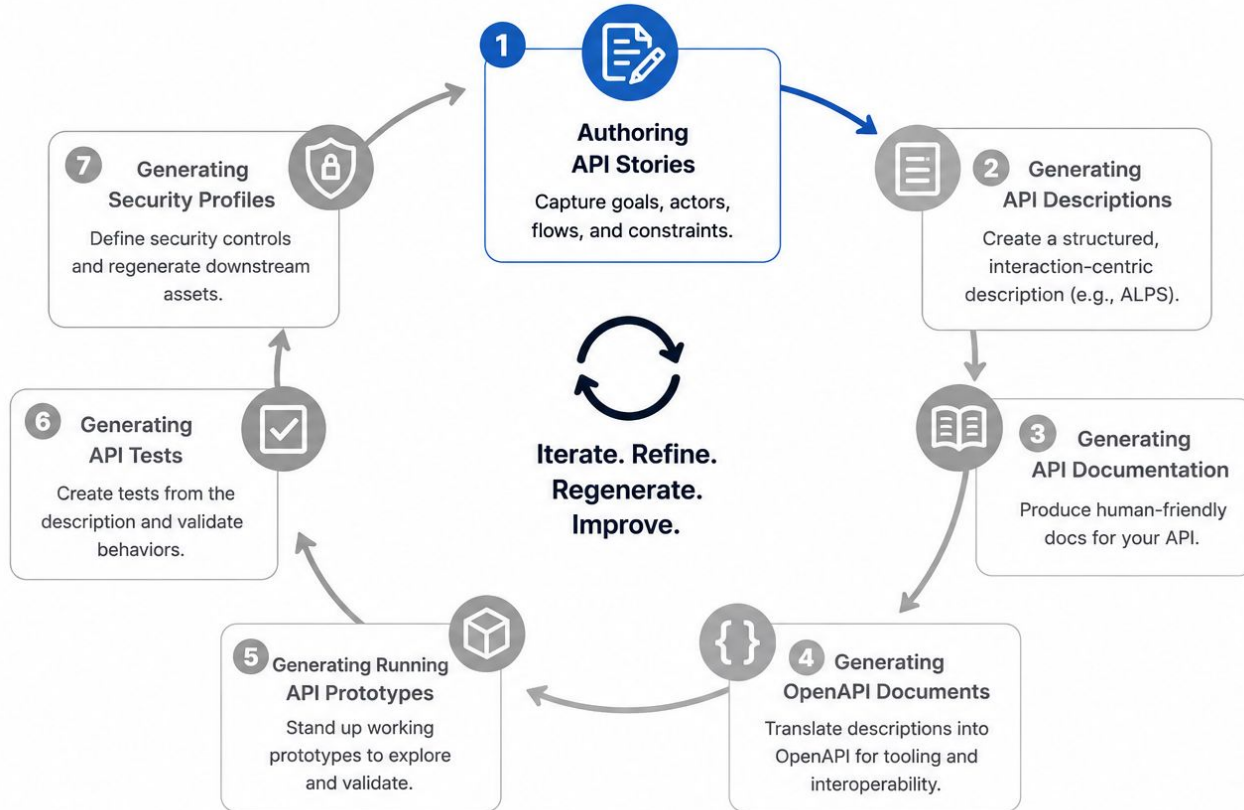 1
Authoring
API Stories
Capture goals, actors,
flows, and constraints.
2
Generating
API Descriptions
Create a structured,
interaction-centric
description (e.g., ALPS).
3
Generating
API Documentation
Produce human-friendly
docs for your API.
4
Generating
OpenAPI Documents
Translate descriptions into
OpenAPI for tooling and
interoperability.
5
Generating Running
API Prototypes
Stand up working
prototypes to explore
and validate.
6
Generating
API Tests
Create tests from the
description and validate
behaviors.
7
Generating
Security Profiles
Define security controls
and regenerate downstream
assets.
Iterate. Refine.
Regenerate.
Improve.
{ }